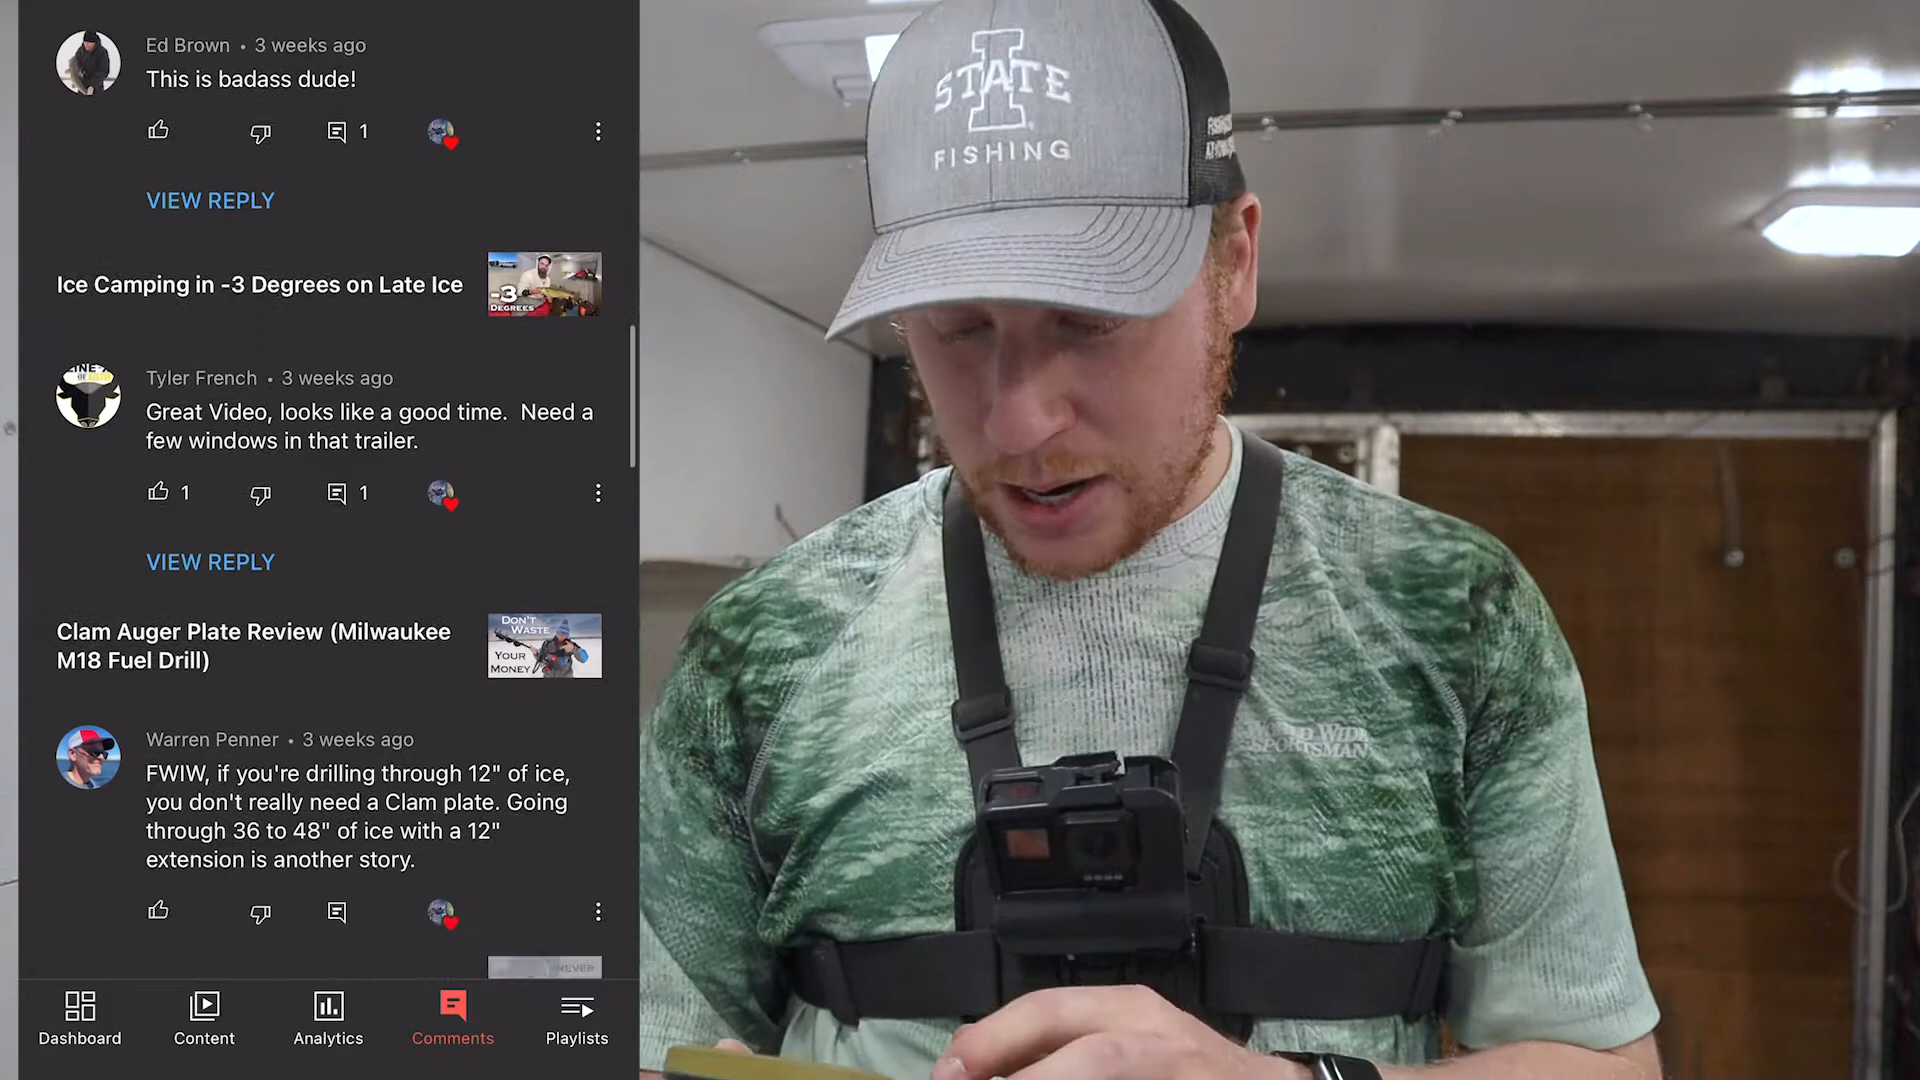 Ed Brown • 3 weeks ago
This is badass dude!
1
VIEW REPLY
Ice Camping in -3 Degrees on Late Ice
-3
DEGREES
Tyler French • 3 weeks ago
Great Video, looks like a good time. Need a
few windows in that trailer.
1 1
VIEW REPLY
Clam Auger Plate Review (Milwaukee
M18 Fuel Drill)
DON'T
WASTE
YOUR
MONEY
Warren Penner • 3 weeks ago
FWIW, if you're drilling through 12" of ice,
you don't really need a Clam plate. Going
through 36 to 48" of ice with a 12"
extension is another story.
Dashboard Content Analytics Comments Playlists
I
STATE
FISHING
WORLD WIDE
SPORTSMAN